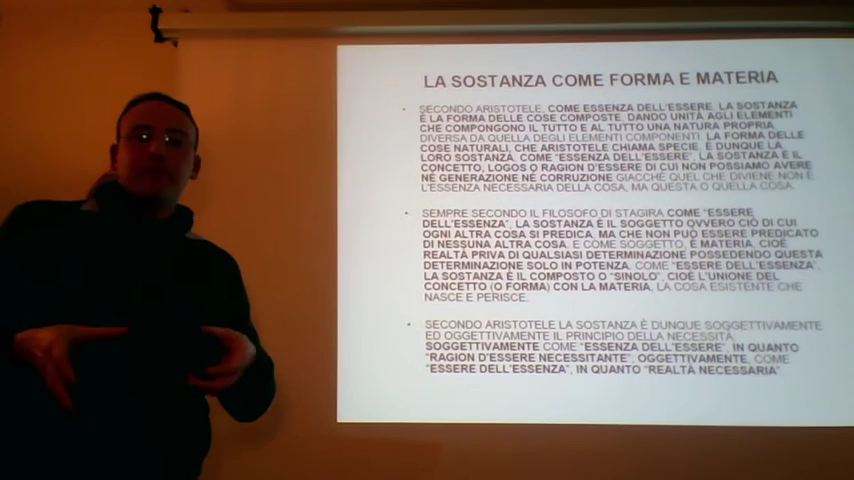 LA SOSTANZA COME FORMA E MATERIA
• SECONDO ARISTOTELE, COME ESSENZA DELL'ESSERE, LA SOSTANZA
È LA FORMA DELLE COSE COMPOSTE, DANDO UNITÀ AGLI ELEMENTI
CHE COMPONGONO IL TUTTO E AL TUTTO UNA NATURA PROPRIA,
DIVERSA DA QUELLA DEGLI ELEMENTI COMPONENTI. LA FORMA DELLE
COSE NATURALI, CHE ARISTOTELE CHIAMA SPECIE, È DUNQUE LA
LORO SOSTANZA. COME "ESSENZA DELL'ESSERE", LA SOSTANZA È IL
CONCETTO, LOGOS O RAGION D'ESSERE DI CUI NON POSSIAMO AVERE
NÉ GENERAZIONE NÉ CORRUZIONE GIACCHÉ QUEL CHE DIVIENE NON È
L'ESSENZA NECESSARIA DELLA COSA, MA QUESTA O QUELLA COSA.
• SEMPRE SECONDO IL FILOSOFO DI STAGIRA COME "ESSERE
DELL'ESSENZA", LA SOSTANZA È IL SOGGETTO OVVERO CIÒ DI CUI
OGNI ALTRA COSA SI PREDICA, MA CHE NON PUÒ ESSERE PREDICATO
DI NESSUNA ALTRA COSA. E COME SOGGETTO, È MATERIA, CIOÈ
REALTÀ PRIVA DI QUALSIASI DETERMINAZIONE POSSEDENDO QUESTA
DETERMINAZIONE SOLO IN POTENZA. COME "ESSERE DELL'ESSENZA",
LA SOSTANZA È IL COMPOSTO O "SINOLO", CIOÈ L'UNIONE DEL
CONCETTO (O FORMA) CON LA MATERIA, LA COSA ESISTENTE CHE
NASCE E PERISCE.
• SECONDO ARISTOTELE LA SOSTANZA È DUNQUE SOGGETTIVAMENTE
ED OGGETTIVAMENTE IL PRINCIPIO DELLA NECESSITÀ:
SOGGETTIVAMENTE COME "ESSENZA DELL'ESSERE", IN QUANTO
"RAGION D'ESSERE NECESSITANTE", OGGETTIVAMENTE, COME
"ESSERE DELL'ESSENZA", IN QUANTO "REALTÀ NECESSARIA"